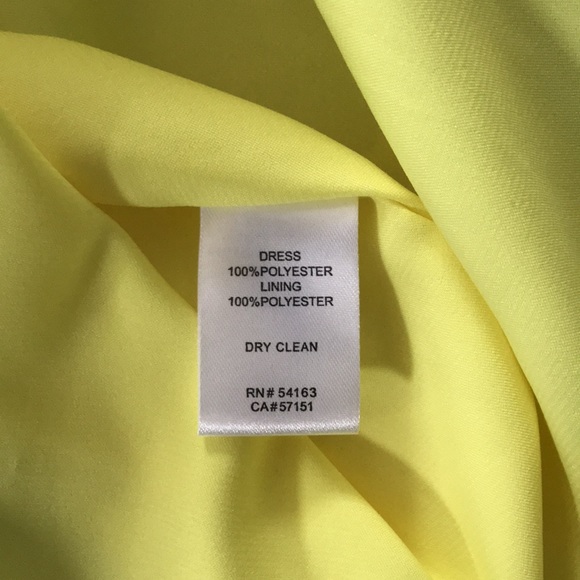 DRESS
100%POLYESTER
LINING
100%POLYESTER
DRY CLEAN
RN# 54163
CA#57151